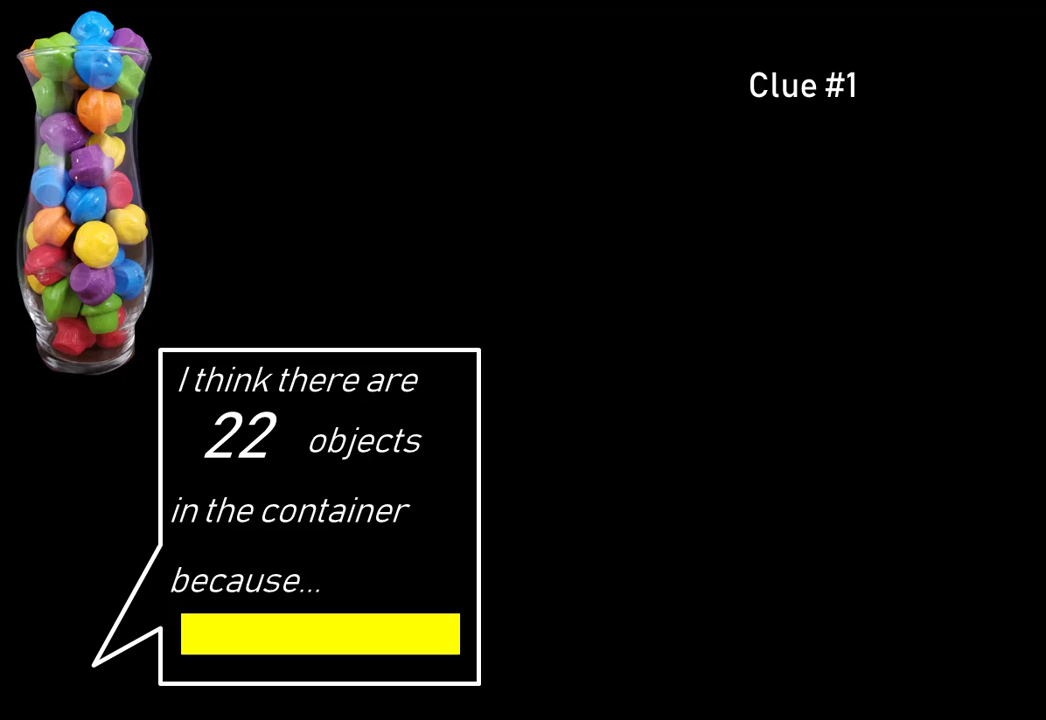 Clue #1
I think there are
22 objects
in the container
because...